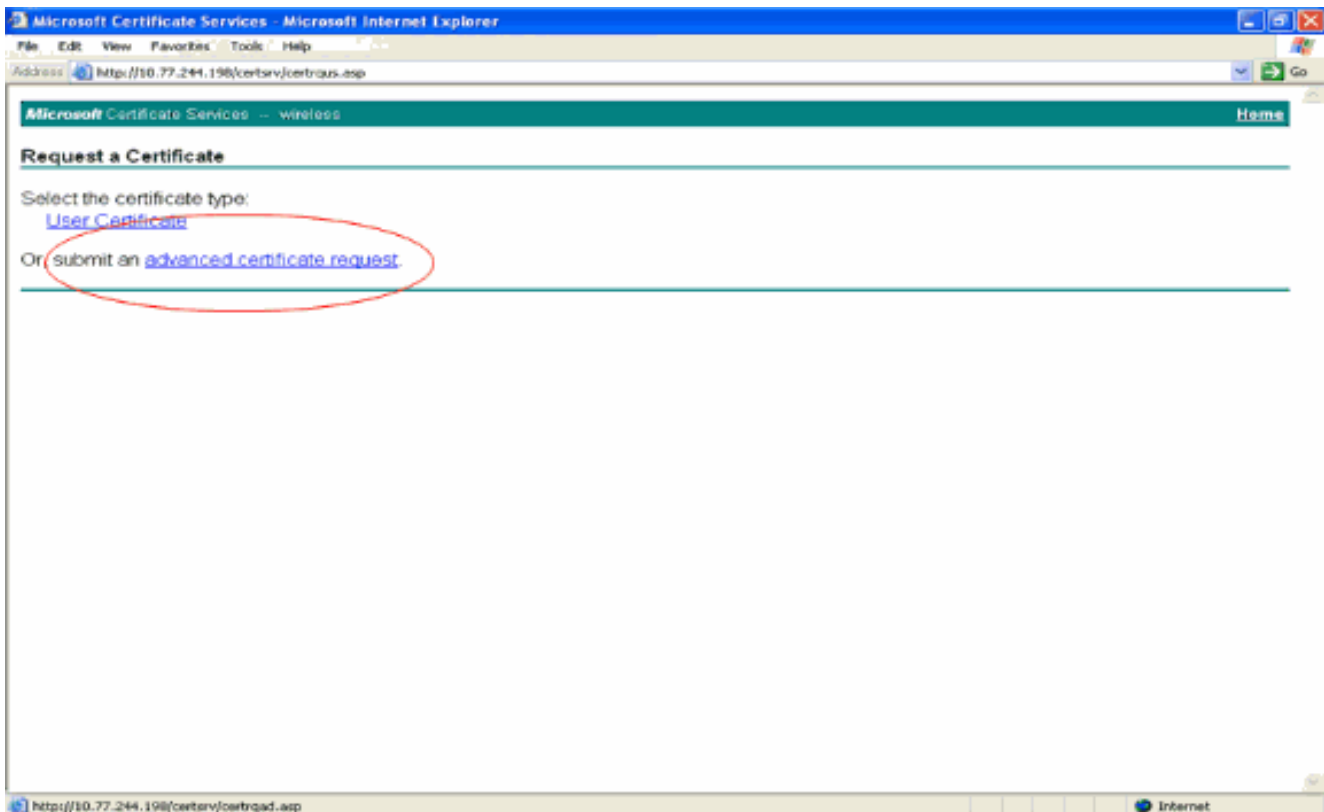 Microsoft Certificate Services - Microsoft Internet Explorer
File Edit View Favorites Tools Help
Address http://10.77.244.198/certsrv/certrqus.asp Go
Microsoft Certificate Services -- wireless Home
Request a Certificate
Select the certificate type:
User Certificate
Or, submit an advanced certificate request.
http://10.77.244.198/certsrv/certrqad.asp Internet